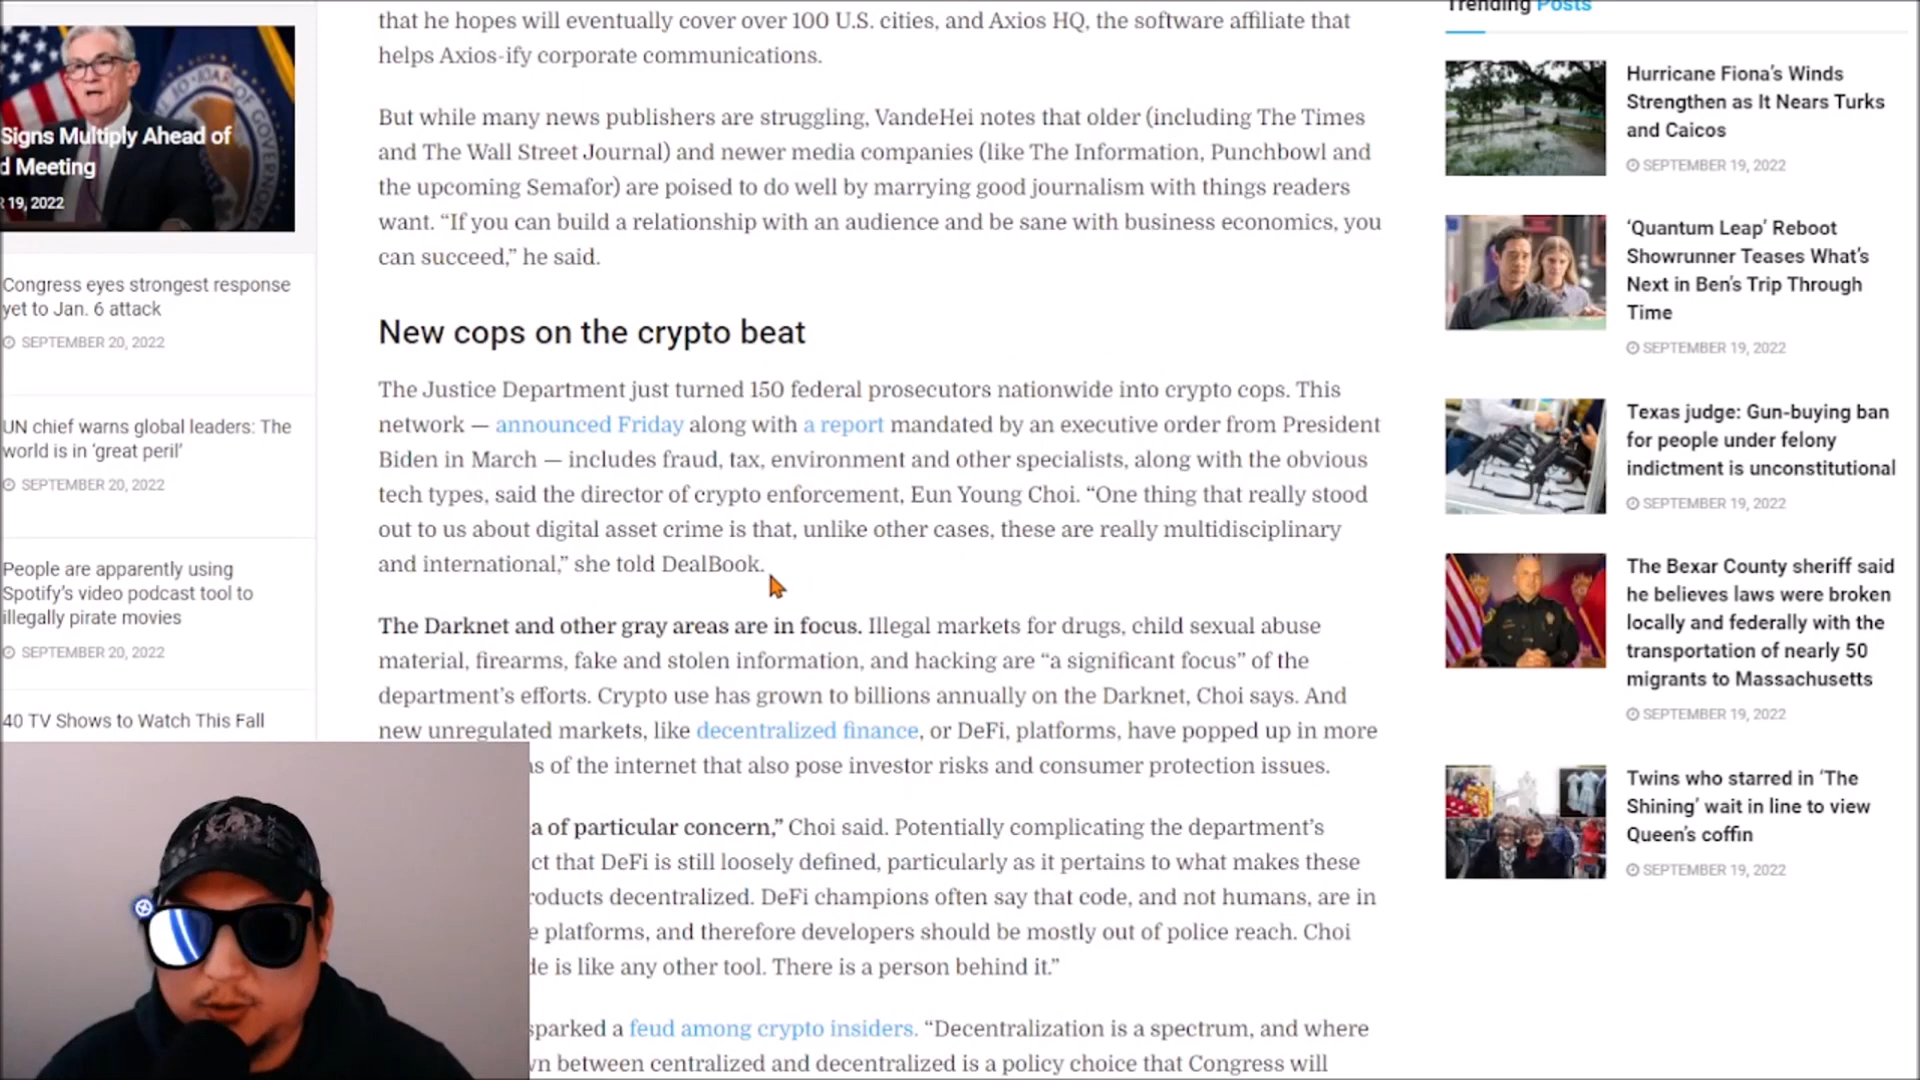 Signs Multiply Ahead of
d Meeting
R 19, 2022
Congress eyes strongest response
yet to Jan. 6 attack
SEPTEMBER 20, 2022
UN chief warns global leaders: The
world is in ‘great peril’
SEPTEMBER 20, 2022
People are apparently using
Spotify’s video podcast tool to
illegally pirate movies
SEPTEMBER 20, 2022
40 TV Shows to Watch This Fall
that he hopes will eventually cover over 100 U.S. cities, and Axios HQ, the software affiliate that
helps Axios-ify corporate communications.
But while many news publishers are struggling, VandeHei notes that older (including The Times
and The Wall Street Journal) and newer media companies (like The Information, Punchbowl and
the upcoming Semafor) are poised to do well by marrying good journalism with things readers
want. “If you can build a relationship with an audience and be sane with business economics, you
can succeed,” he said.
New cops on the crypto beat
The Justice Department just turned 150 federal prosecutors nationwide into crypto cops. This
network — announced Friday along with a report mandated by an executive order from President
Biden in March — includes fraud, tax, environment and other specialists, along with the obvious
tech types, said the director of crypto enforcement, Eun Young Choi. “One thing that really stood
out to us about digital asset crime is that, unlike other cases, these are really multidisciplinary
and international,” she told DealBook.
The Darknet and other gray areas are in focus. Illegal markets for drugs, child sexual abuse
material, firearms, fake and stolen information, and hacking are “a significant focus” of the
department’s efforts. Crypto use has grown to billions annually on the Darknet, Choi says. And
new unregulated markets, like decentralized finance, or DeFi, platforms, have popped up in more
s of the internet that also pose investor risks and consumer protection issues.
a of particular concern,” Choi said. Potentially complicating the department’s
ct that DeFi is still loosely defined, particularly as it pertains to what makes these
roducts decentralized. DeFi champions often say that code, and not humans, are in
e platforms, and therefore developers should be mostly out of police reach. Choi
de is like any other tool. There is a person behind it.”
sparked a feud among crypto insiders. “Decentralization is a spectrum, and where
wn between centralized and decentralized is a policy choice that Congress will
Trending Posts
Hurricane Fiona’s Winds
Strengthen as It Nears Turks
and Caicos
SEPTEMBER 19, 2022
‘Quantum Leap’ Reboot
Showrunner Teases What’s
Next in Ben’s Trip Through
Time
SEPTEMBER 19, 2022
Texas judge: Gun-buying ban
for people under felony
indictment is unconstitutional
SEPTEMBER 19, 2022
The Bexar County sheriff said
he believes laws were broken
locally and federally with the
transportation of nearly 50
migrants to Massachusetts
SEPTEMBER 19, 2022
Twins who starred in ‘The
Shining’ wait in line to view
Queen’s coffin
SEPTEMBER 19, 2022